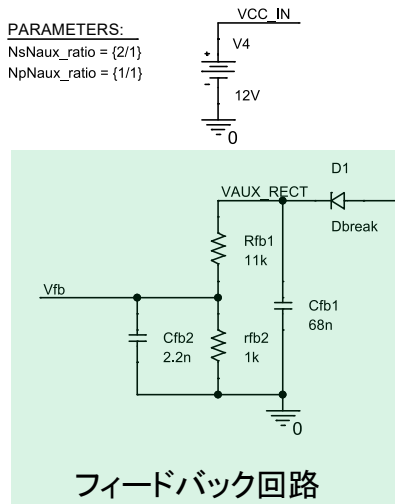 PARAMETERS:
NsNaux_ratio = {2/1}
NpNaux_ratio = {1/1}
VCC_IN
V4
12V
0
D1
VAUX_RECT
Dbreak
Rfb1
11k
Vfb
Cfb1
68n
Cfb2
2.2n
rfb2
1k
0
フィードバック回路